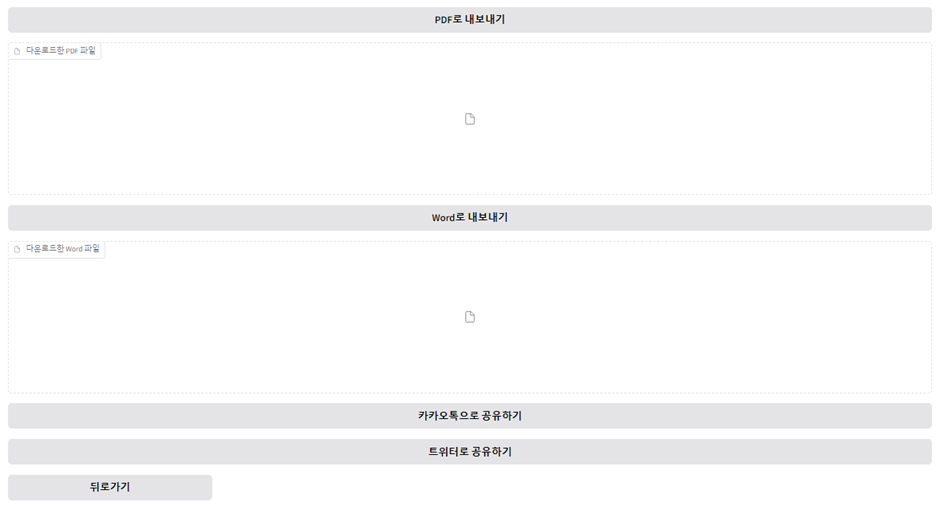 PDF로 내보내기
다운로드한 PDF 파일
Word로 내보내기
다운로드한 Word 파일
카카오톡으로 공유하기
트위터로 공유하기
뒤로가기